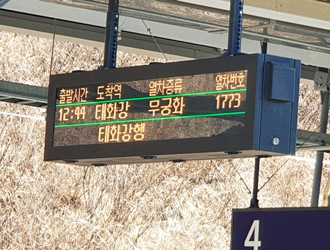 출발시간 도착역 열차종류 열차번호
12:44 태화강 무궁화 1773
태화강행
4